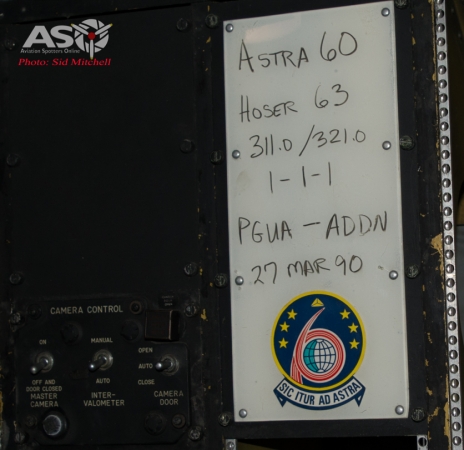 ASO
Aviation Spotters Online
Photo: Sid Mitchell
ASTRA 60
HOSER 63
311.0/321.0
1-1-1
PGUA - ADDN
27 MAR 90
6
SIC ITUR AD ASTRA
CAMERA CONTROL
ON MANUAL OPEN
AUTO
OFF AND DOOR CLOSED AUTO CLOSE
MASTER CAMERA INTER-VALOMETER CAMERA DOOR